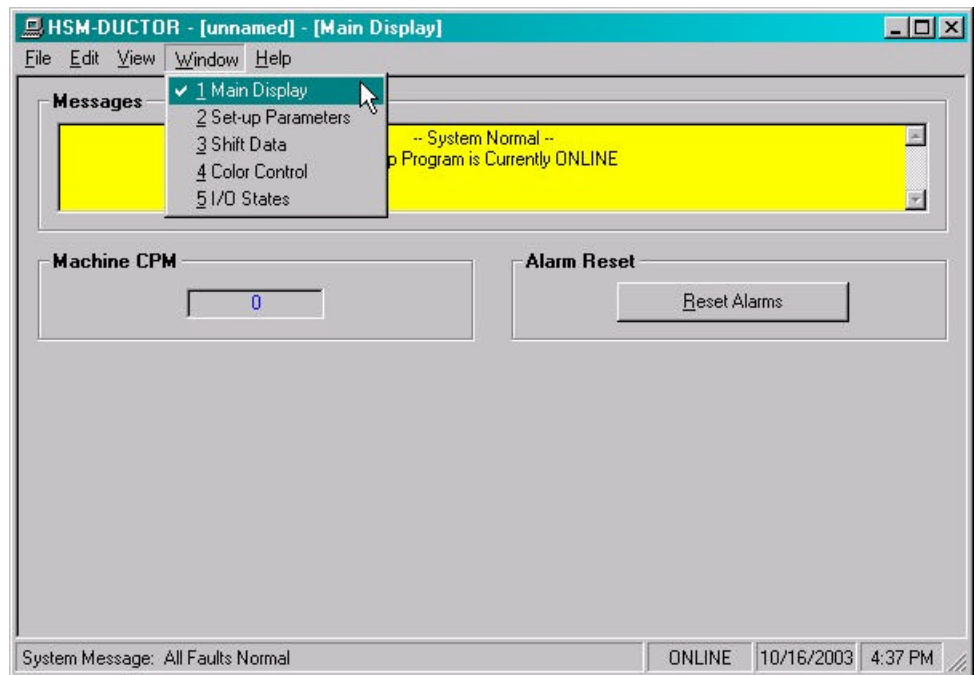 HSM-DUCTOR - [unnamed] - [Main Display]
File Edit View Window Help
1 Main Display
2 Set-up Parameters
3 Shift Data
4 Color Control
5 I/O States
Messages
-- System Normal --
p Program is Currently ONLINE
Machine CPM
0
Alarm Reset
Reset Alarms
System Message: All Faults Normal
ONLINE 10/16/2003 4:37 PM